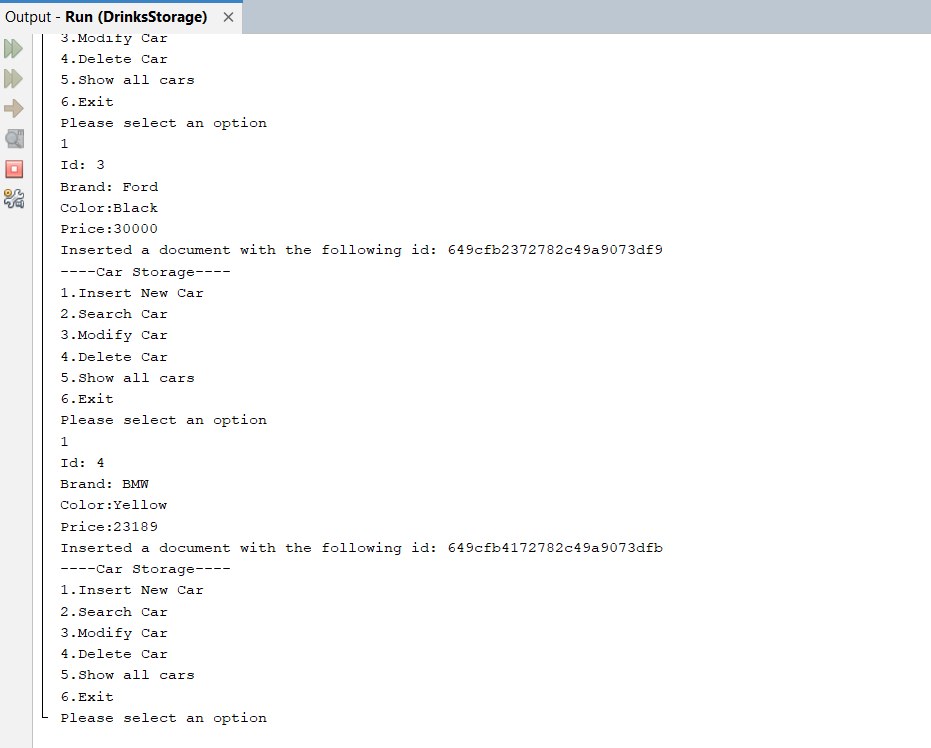 Output - Run (DrinksStorage)
3.Modify Car
4.Delete Car
5.Show all cars
6.Exit
Please select an option
1
Id: 3
Brand: Ford
Color:Black
Price:30000
Inserted a document with the following id: 649cfb2372782c49a9073df9
----Car Storage----
1.Insert New Car
2.Search Car
3.Modify Car
4.Delete Car
5.Show all cars
6.Exit
Please select an option
1
Id: 4
Brand: BMW
Color:Yellow
Price:23189
Inserted a document with the following id: 649cfb4172782c49a9073dfb
----Car Storage----
1.Insert New Car
2.Search Car
3.Modify Car
4.Delete Car
5.Show all cars
6.Exit
Please select an option